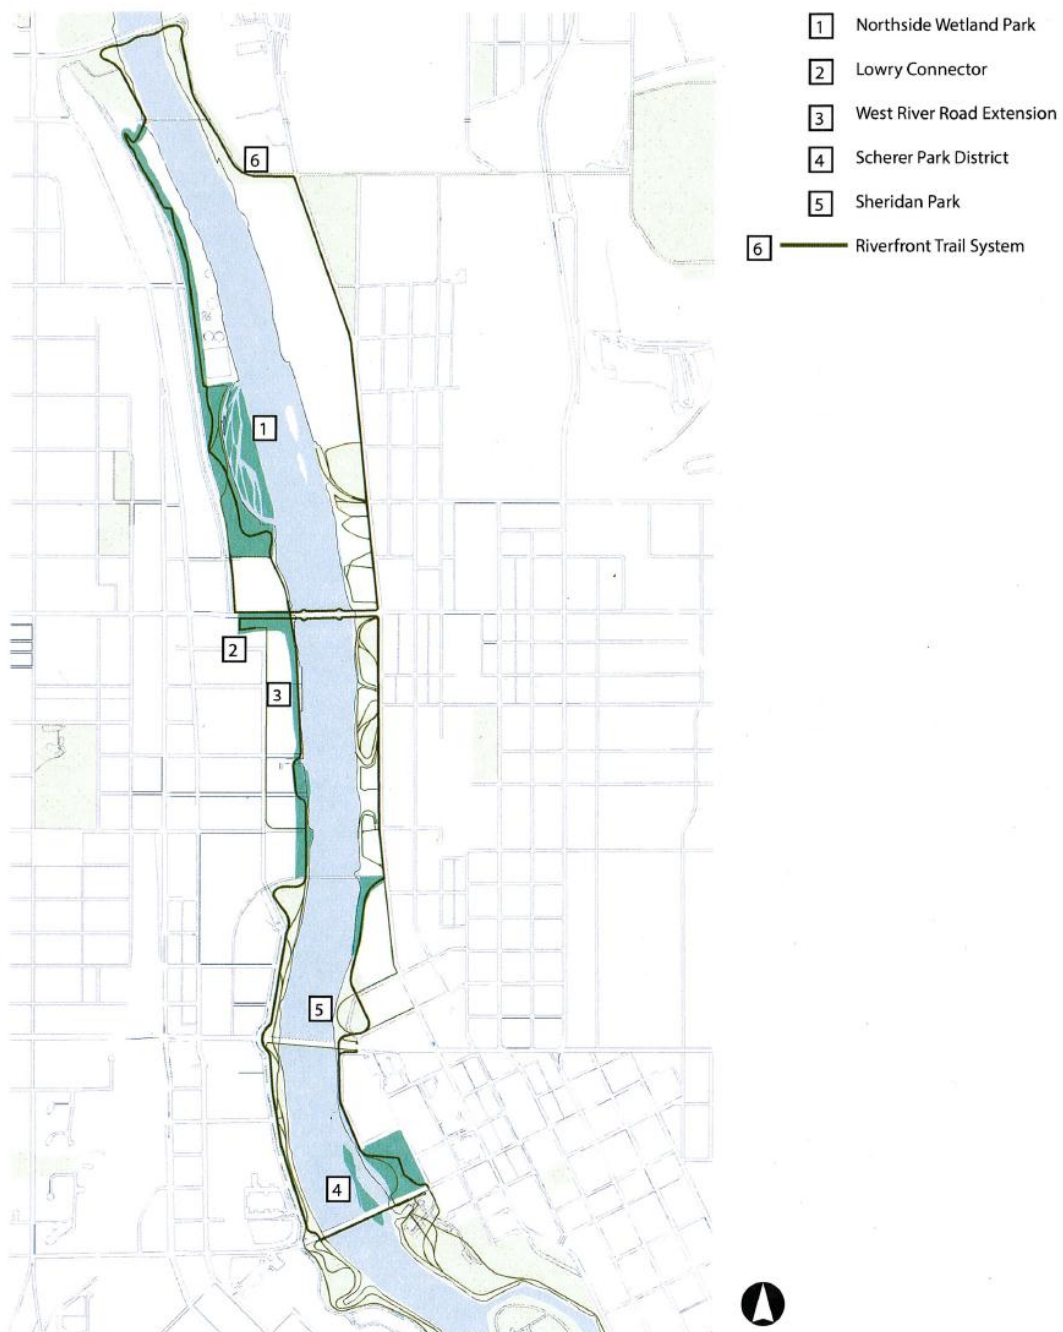 1 Northside Wetland Park
2 Lowry Connector
3 West River Road Extension
4 Scherer Park District
5 Sheridan Park
6 Riverfront Trail System
6
1
2
3
5
4